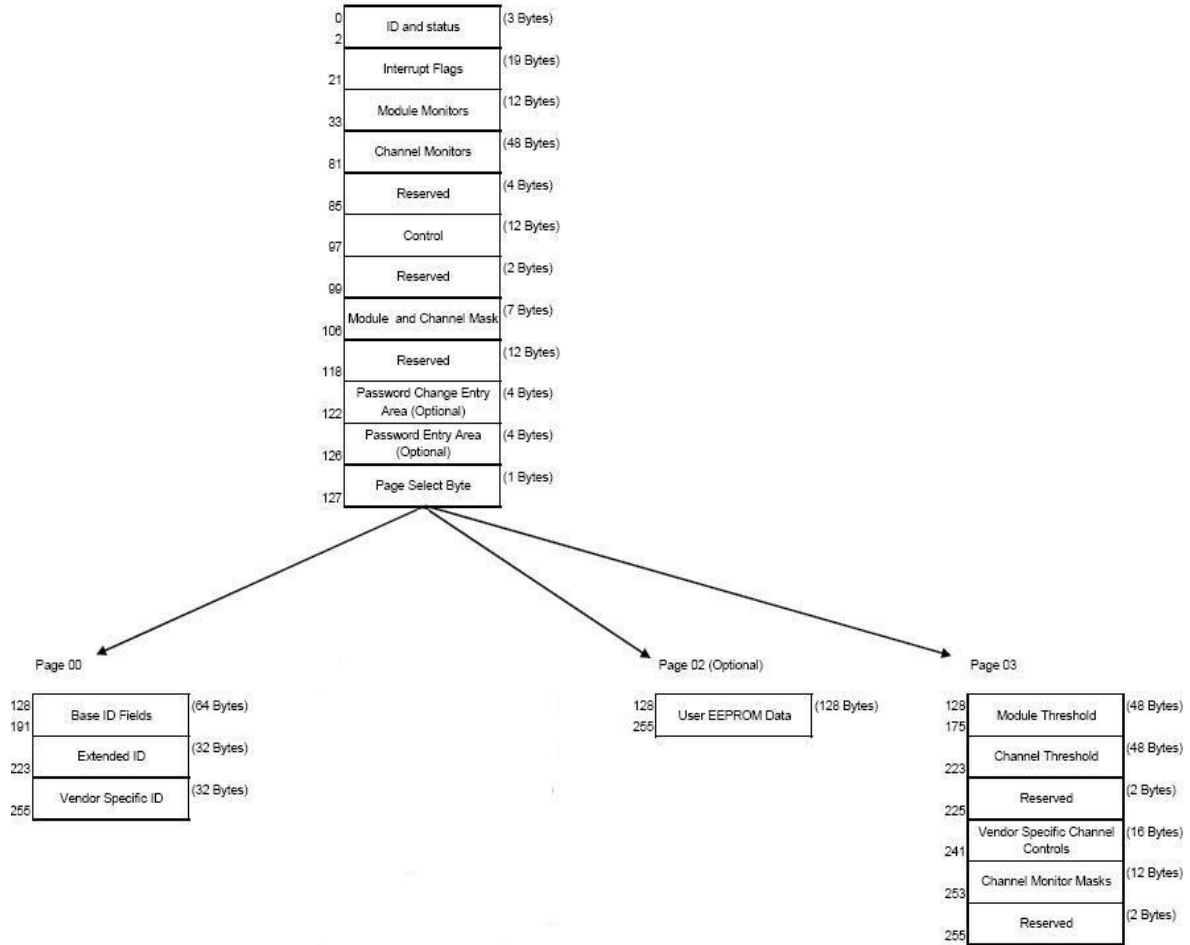 0 ID and status (3 Bytes)
2
Interrupt Flags (19 Bytes)
21
Module Monitors (12 Bytes)
33
Channel Monitors (48 Bytes)
81
Reserved (4 Bytes)
85
Control (12 Bytes)
97
Reserved (2 Bytes)
99
Module and Channel Mask (7 Bytes)
106
Reserved (12 Bytes)
118
Password Change Entry (4 Bytes)
Area (Optional)
122
Password Entry Area (4 Bytes)
(Optional)
126
Page Select Byte (1 Bytes)
127
Page 00
128 Base ID Fields (64 Bytes)
191
Extended ID (32 Bytes)
223
Vendor Specific ID (32 Bytes)
255
Page 02 (Optional)
128 User EEPROM Data (128 Bytes)
255
Page 03
128 Module Threshold (48 Bytes)
175
Channel Threshold (48 Bytes)
223
Reserved (2 Bytes)
225
Vendor Specific Channel (16 Bytes)
Controls
241
Channel Monitor Masks (12 Bytes)
253
Reserved (2 Bytes)
255